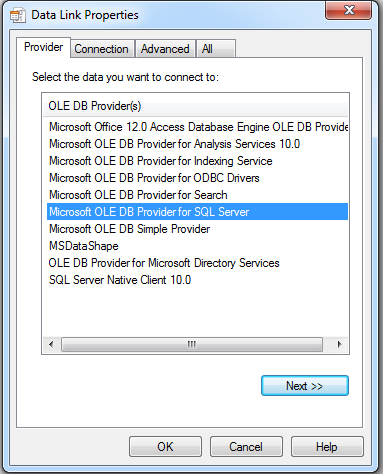 Data Link Properties
Provider Connection Advanced All
Select the data you want to connect to:
OLE DB Provider(s)
Microsoft Office 12.0 Access Database Engine OLE DB Provide
Microsoft OLE DB Provider for Analysis Services 10.0
Microsoft OLE DB Provider for Indexing Service
Microsoft OLE DB Provider for ODBC Drivers
Microsoft OLE DB Provider for Search
Microsoft OLE DB Provider for SQL Server
Microsoft OLE DB Simple Provider
MSDataShape
OLE DB Provider for Microsoft Directory Services
SQL Server Native Client 10.0
Next >>
OK Cancel Help